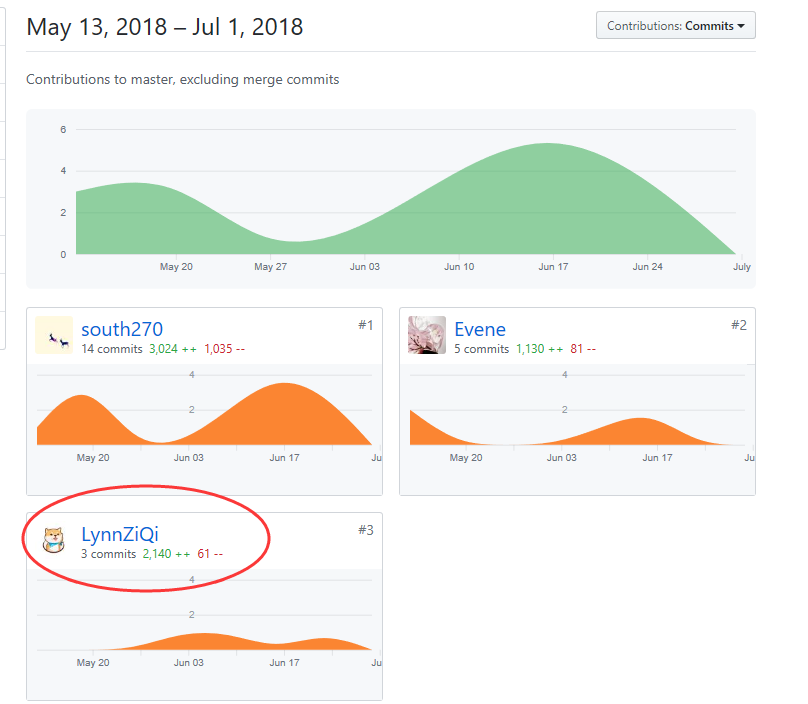 May 13, 2018 – Jul 1, 2018
Contributions: Commits
Contributions to master, excluding merge commits
6
4
2
0
May 20 May 27 Jun 03 Jun 10 Jun 17 Jun 24 July
south270 #1
14 commits 3,024 ++ 1,035 --
4
2
May 20 Jun 03 Jun 17 Ju
Evene #2
5 commits 1,130 ++ 81 --
4
2
May 20 Jun 03 Jun 17 Ju
LynnZiQi #3
3 commits 2,140 ++ 61 --
4
2
May 20 Jun 03 Jun 17 Ju